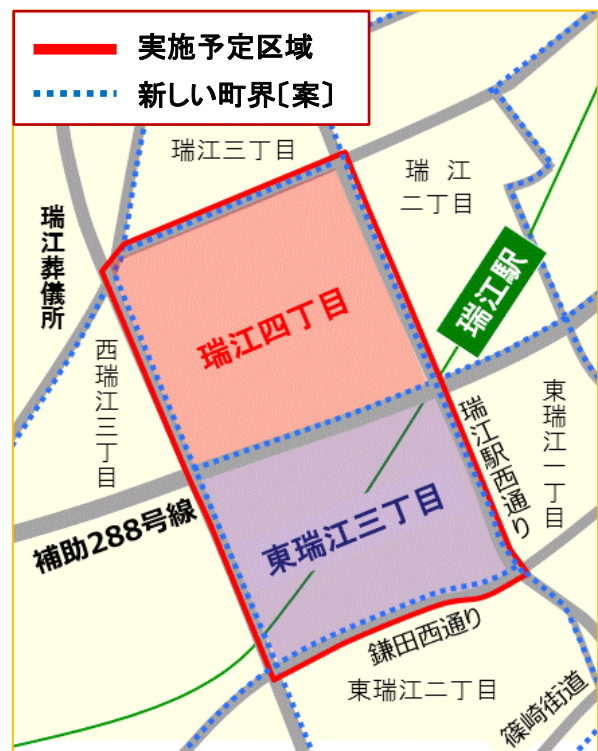 実施予定区域
新しい町界〔案〕
瑞江三丁目
瑞江
二丁目
瑞江葬儀所
瑞江駅
瑞江四丁目
西瑞江三丁目
東瑞江一丁目
瑞江駅西通り
補助288号線
東瑞江三丁目
鎌田西通り
東瑞江二丁目
篠崎街道